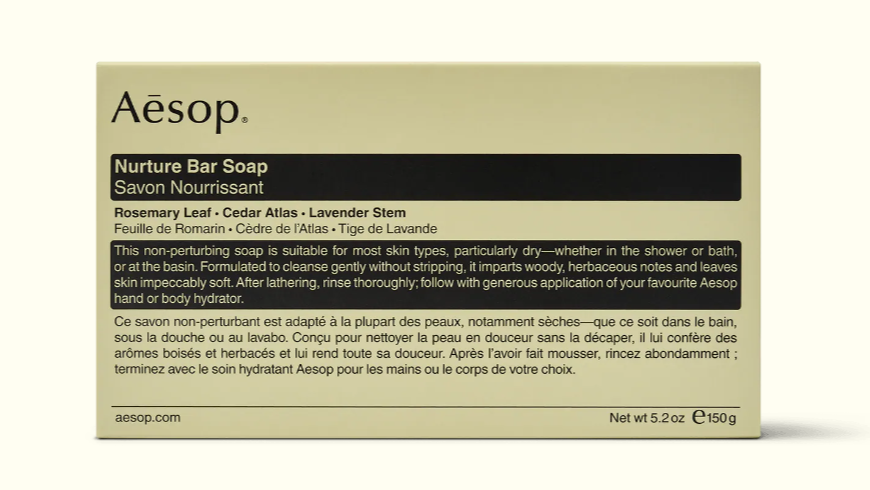 Aēsop®
Nurture Bar Soap
Savon Nourrissant
Rosemary Leaf • Cedar Atlas • Lavender Stem
Feuille de Romarin • Cèdre de l’Atlas • Tige de Lavande
This non-perturbing soap is suitable for most skin types, particularly dry—whether in the shower or bath,
or at the basin. Formulated to cleanse gently without stripping, it imparts woody, herbaceous notes and leaves
skin impeccably soft. After lathering, rinse thoroughly; follow with generous application of your favourite Aesop
hand or body hydrator.
Ce savon non-perturbant est adapté à la plupart des peaux, notamment sèches—que ce soit dans le bain,
sous la douche ou au lavabo. Conçu pour nettoyer la peau en douceur sans la décaper, il lui confère des
arômes boisés et herbacés et lui rend toute sa douceur. Après l’avoir fait mousser, rincez abondamment ;
terminez avec le soin hydratant Aesop pour les mains ou le corps de votre choix.
aesop.com Net wt 5.2 oz ℮150 g